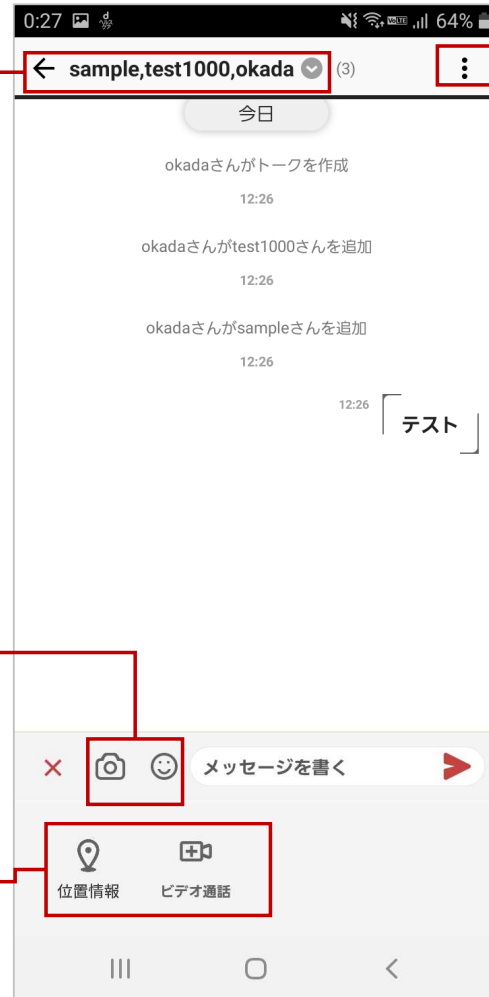 0:27 64%
sample,test1000,okada (3)
今日
okadaさんがトークを作成
12:26
okadaさんがtest1000さんを追加
12:26
okadaさんがsampleさんを追加
12:26
12:26 テスト
メッセージを書く
位置情報 ビデオ通話